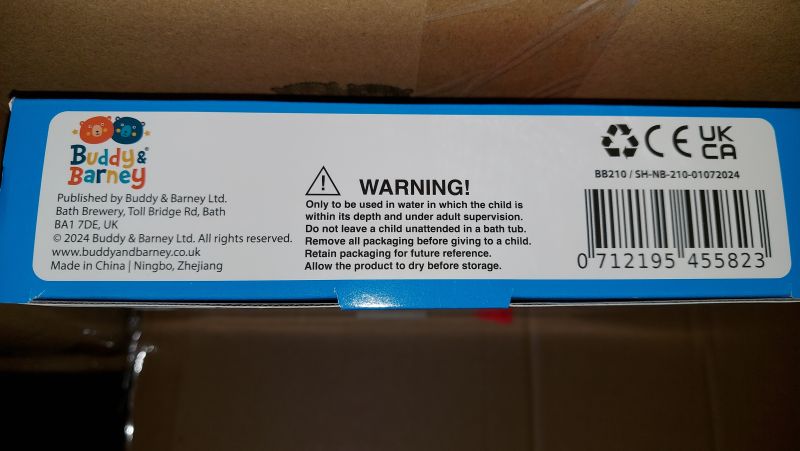 Buddy &
Barney
Published by Buddy & Barney Ltd.
Bath Brewery, Toll Bridge Rd, Bath
BA1 7DE, UK
© 2024 Buddy & Barney Ltd. All rights reserved.
www.buddyandbarney.co.uk
Made in China | Ningbo, Zhejiang
WARNING!
Only to be used in water in which the child is
within its depth and under adult supervision.
Do not leave a child unattended in a bath tub.
Remove all packaging before giving to a child.
Retain packaging for future reference.
Allow the product to dry before storage.
CE UK
CA
BB210 / SH-NB-210-01072024
0 712195 455823